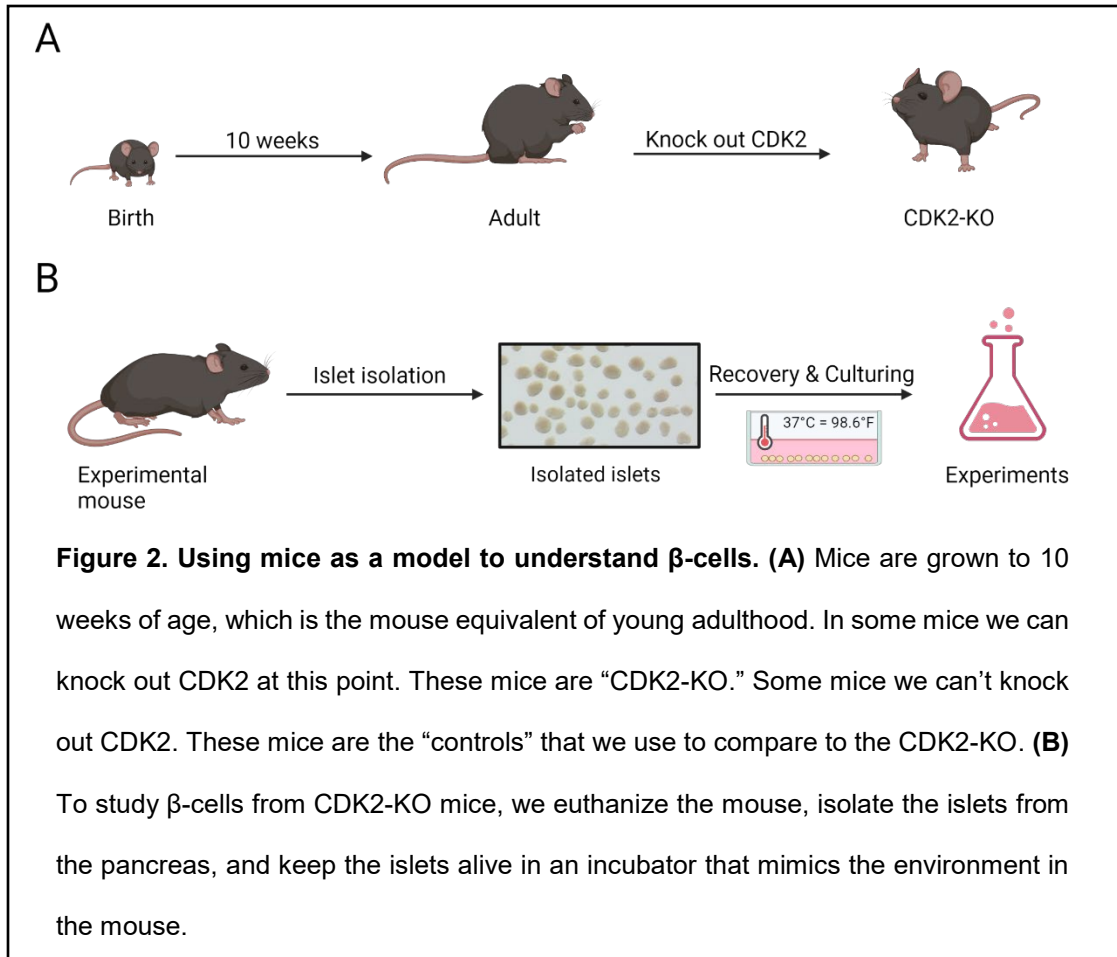 A
10 weeks
Knock out CDK2
Birth
Adult
CDK2-KO
B
Islet isolation
Recovery & Culturing
37°C = 98.6°F
Experimental
mouse
Isolated islets
Experiments
Figure 2. Using mice as a model to understand β-cells. (A) Mice are grown to 10
weeks of age, which is the mouse equivalent of young adulthood. In some mice we can
knock out CDK2 at this point. These mice are “CDK2-KO.” Some mice we can’t knock
out CDK2. These mice are the “controls” that we use to compare to the CDK2-KO. (B)
To study β-cells from CDK2-KO mice, we euthanize the mouse, isolate the islets from
the pancreas, and keep the islets alive in an incubator that mimics the environment in
the mouse.